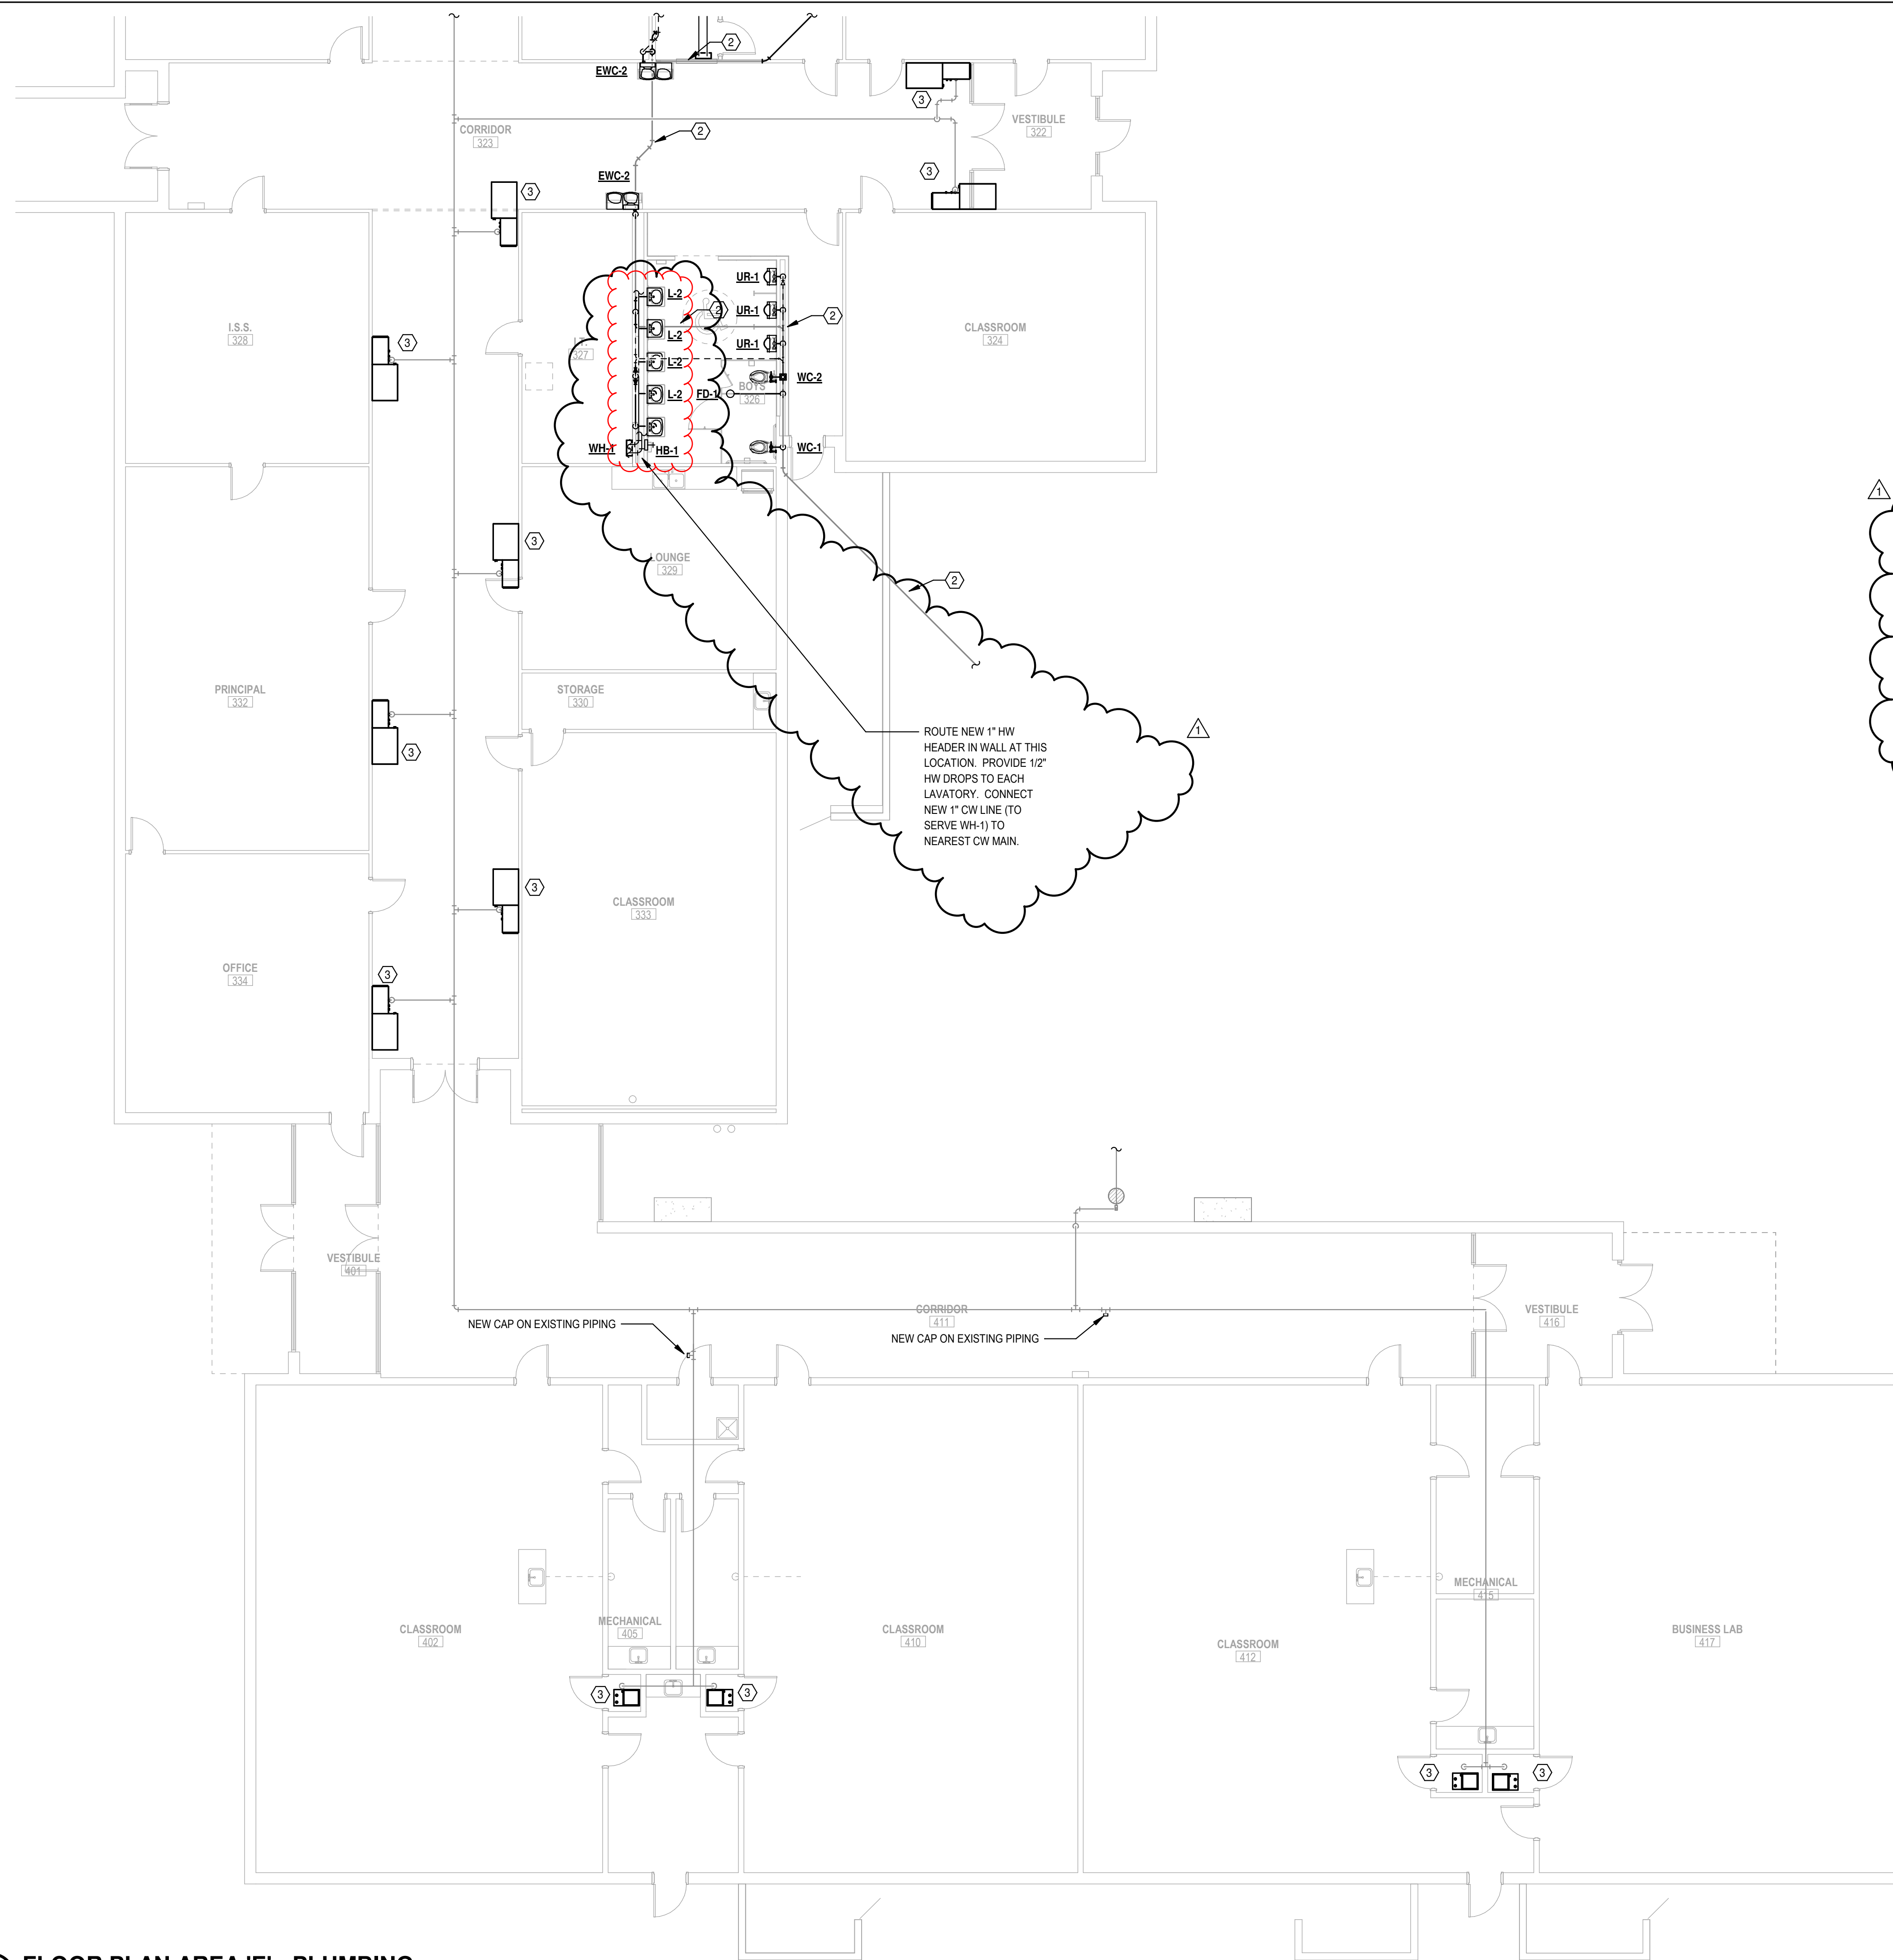 2
EWC-2
3
VESTIBULE
322
CORRIDOR
323
2
3
EWC-2
3
UR-1
L-2
2
UR-1
2
I.S.S.
328
3
327
L-2
UR-1
CLASSROOM
324
L-2
WC-2
BOYS
326
L-2
FD-1
WH-1
HB-1
WC-1
1
3
LOUNGE
329
2
PRINCIPAL
332
STORAGE
330
3
1
ROUTE NEW 1" HW
HEADER IN WALL AT THIS
LOCATION. PROVIDE 1/2"
HW DROPS TO EACH
LAVATORY. CONNECT
NEW 1" CW LINE (TO
SERVE WH-1) TO
NEAREST CW MAIN.
3
CLASSROOM
333
OFFICE
334
3
VESTIBULE
401
CORRIDOR
411
VESTIBULE
416
NEW CAP ON EXISTING PIPING
NEW CAP ON EXISTING PIPING
MECHANICAL
415
CLASSROOM
402
MECHANICAL
405
CLASSROOM
410
CLASSROOM
412
BUSINESS LAB
417
3
3
3
3
FLOOR PLAN AREA 'F' - PLUMBING